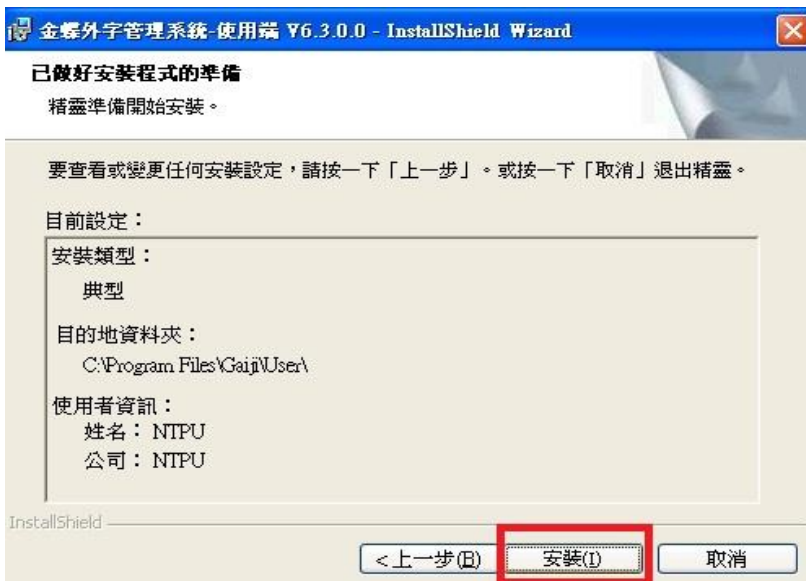 金蝶外字管理系統-使用端 V6.3.0.0 - InstallShield Wizard
已做好安裝程式的準備
精靈準備開始安裝。
要查看或變更任何安裝設定，請按一下「上一步」。或按一下「取消」退出精靈。
目前設定：
安裝類型：
典型
目的地資料夾：
C:\Program Files\Gaiji\User\
使用者資訊：
姓名： NTPU
公司： NTPU
InstallShield
<上一步(B)
安裝(I)
取消